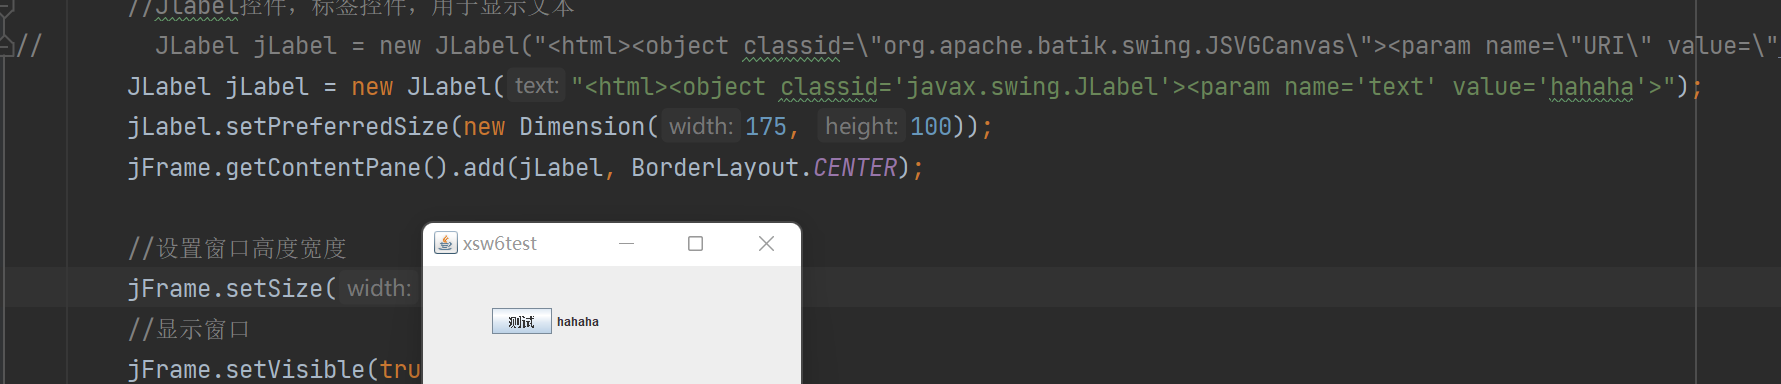 //Jlabel控件，标签控件，用于显示文本
//        JLabel jLabel = new JLabel("<html><object classid=\"org.apache.batik.swing.JSVGCanvas\"><param name=\"URI\" value=\"
JLabel jLabel = new JLabel( text: "<html><object classid='javax.swing.JLabel'><param name='text' value='hahaha'>");
jLabel.setPreferredSize(new Dimension( width: 175, height: 100));
jFrame.getContentPane().add(jLabel, BorderLayout.CENTER);
//设置窗口高度宽度
jFrame.setSize( width:
//显示窗口
jFrame.setVisible(tru
xsw6test
测试 hahaha